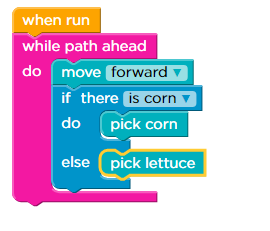 when run
while path ahead
do move forward ▼
if there is corn ▼
do pick corn
else pick lettuce